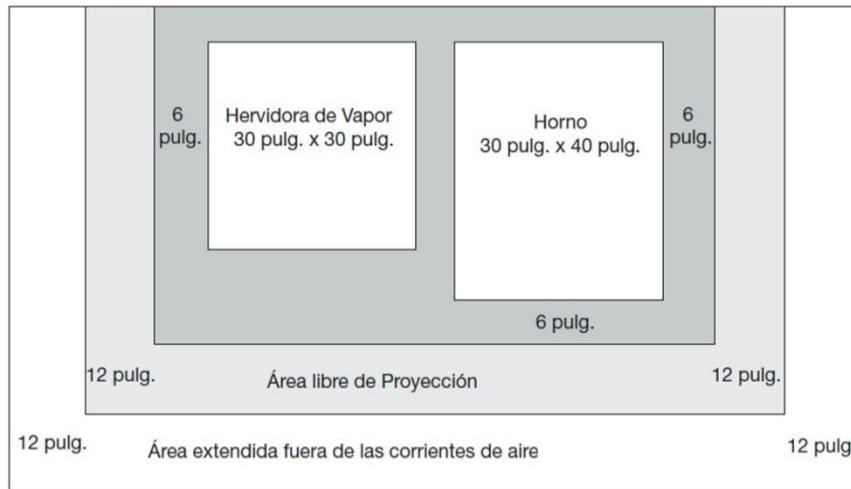 6
pulg.
Hervidora de Vapor
30 pulg. x 30 pulg.
Horno
30 pulg. x 40 pulg.
6
pulg.
6 pulg.
12 pulg.
Área libre de Proyección
12 pulg.
12 pulg.
Área extendida fuera de las corrientes de aire
12 pulg